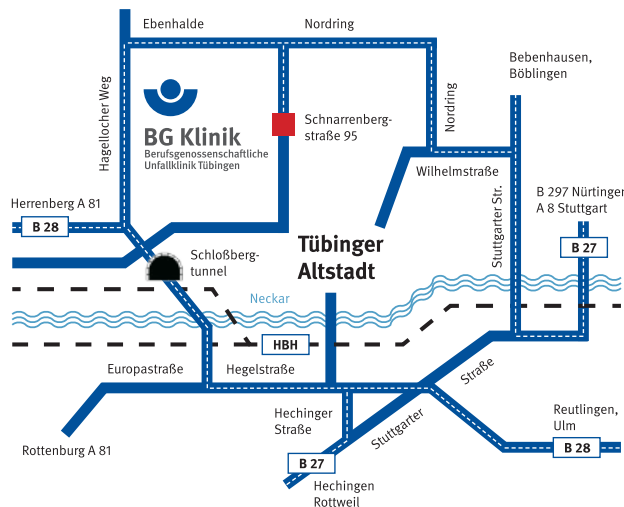 Ebenhalde
Nordring
Bebenhausen,
Böblingen
Hagellocher Weg
Nordring
Schnarrenberg-
straße 95
BG Klinik
Berufsgenossenschaftliche
Unfallklinik Tübingen
Wilhelmstraße
Herrenberg A 81
B 28
B 297 Nürtingen
A 8 Stuttgart
Stuttgarter Str.
B 27
Schloßberg-
tunnel
Tübinger
Altstadt
Neckar
HBH
Europastraße
Hegelstraße
Straße
Stuttgarter
Hechinger
Straße
Reutlingen,
Ulm
B 28
Rottenburg A 81
B 27
Hechingen
Rottweil